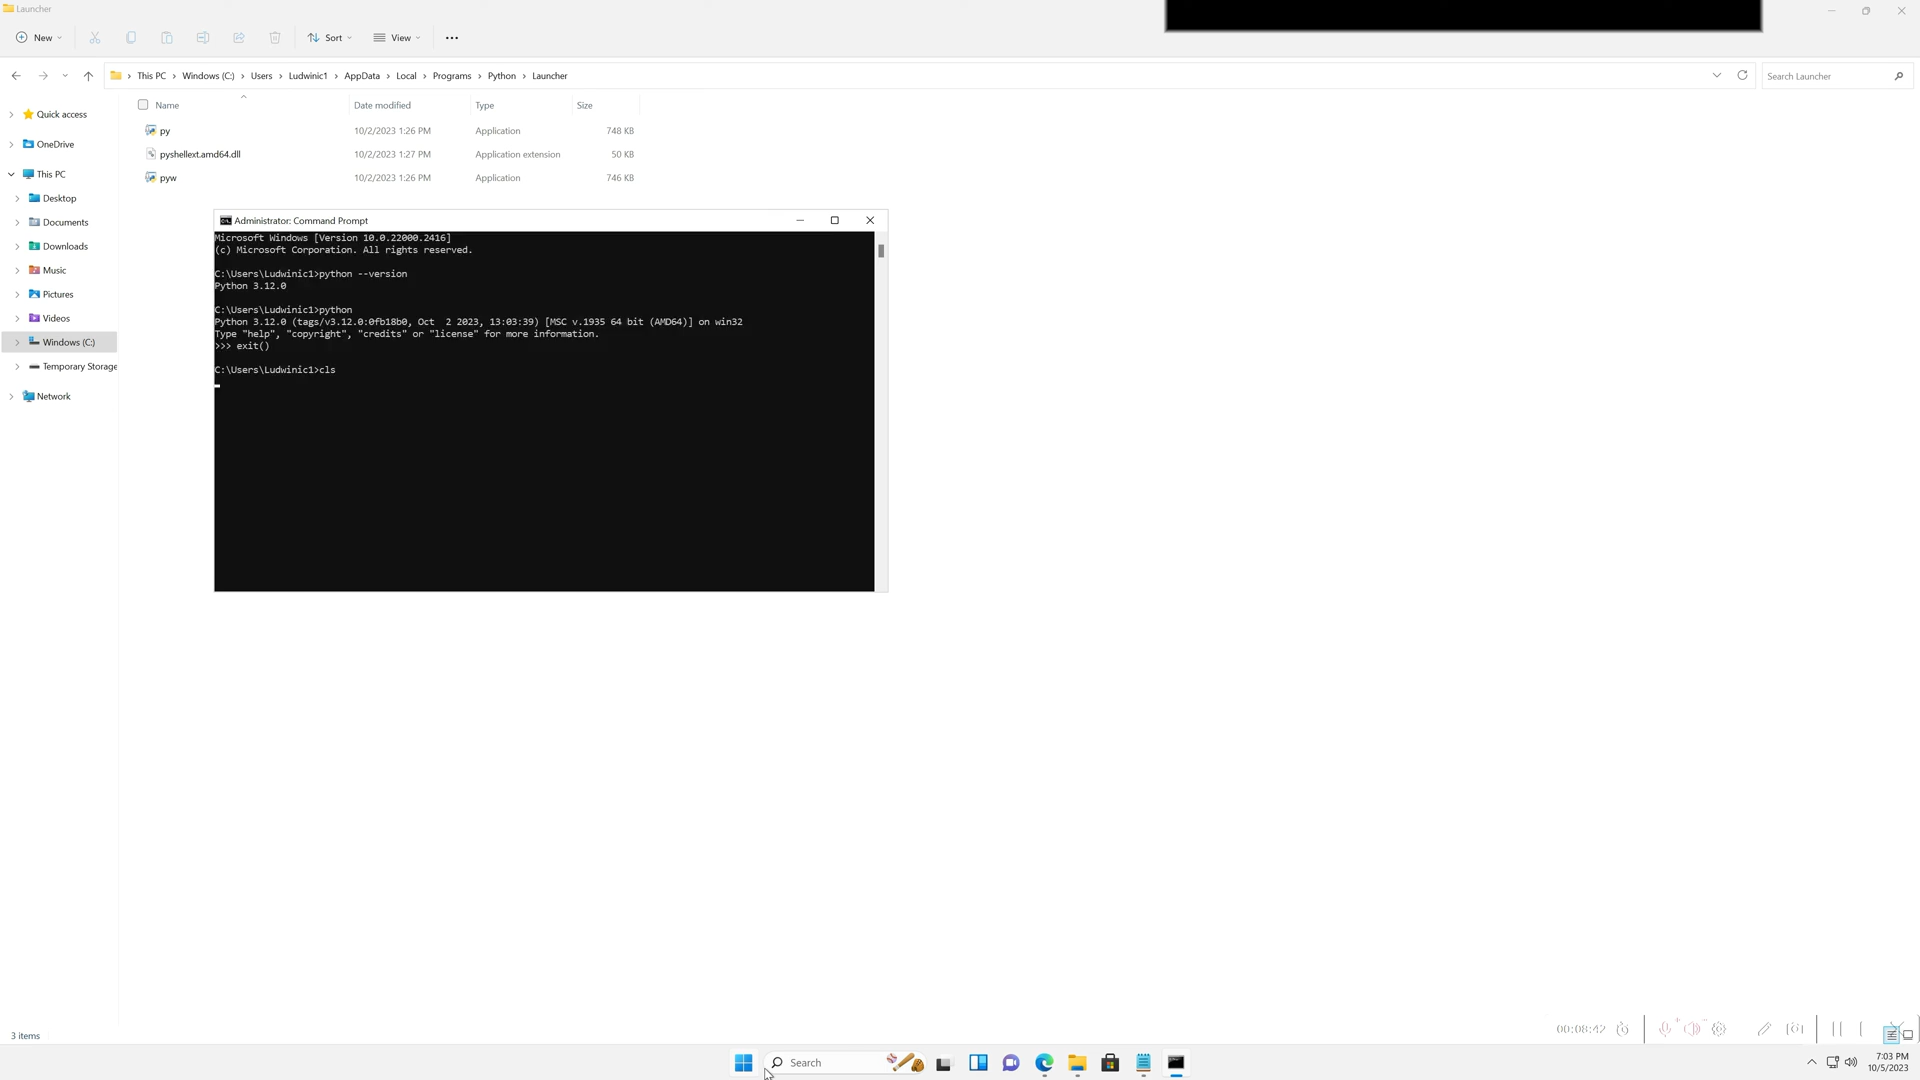 Launcher
New
Sort
View
This PC > Windows (C:) > Users > Ludwinic1 > AppData > Local > Programs > Python > Launcher
Search Launcher
Name Date modified Type Size
py 10/2/2023 1:26 PM Application 748 KB
pyshellext.amd64.dll 10/2/2023 1:27 PM Application extension 50 KB
pyw 10/2/2023 1:26 PM Application 746 KB
Quick access
OneDrive
This PC
Desktop
Documents
Downloads
Music
Pictures
Videos
Windows (C:)
Temporary Storage
Network
Administrator: Command Prompt
Microsoft Windows [Version 10.0.22000.2416]
(c) Microsoft Corporation. All rights reserved.
C:\Users\Ludwinic1>python --version
Python 3.12.0
C:\Users\Ludwinic1>python
Python 3.12.0 (tags/v3.12.0:0fb18b0, Oct  2 2023, 13:03:39) [MSC v.1935 64 bit (AMD64)] on win32
Type "help", "copyright", "credits" or "license" for more information.
>>> exit()
C:\Users\Ludwinic1>cls
3 items
00:08:42
Search
7:03 PM
10/5/2023